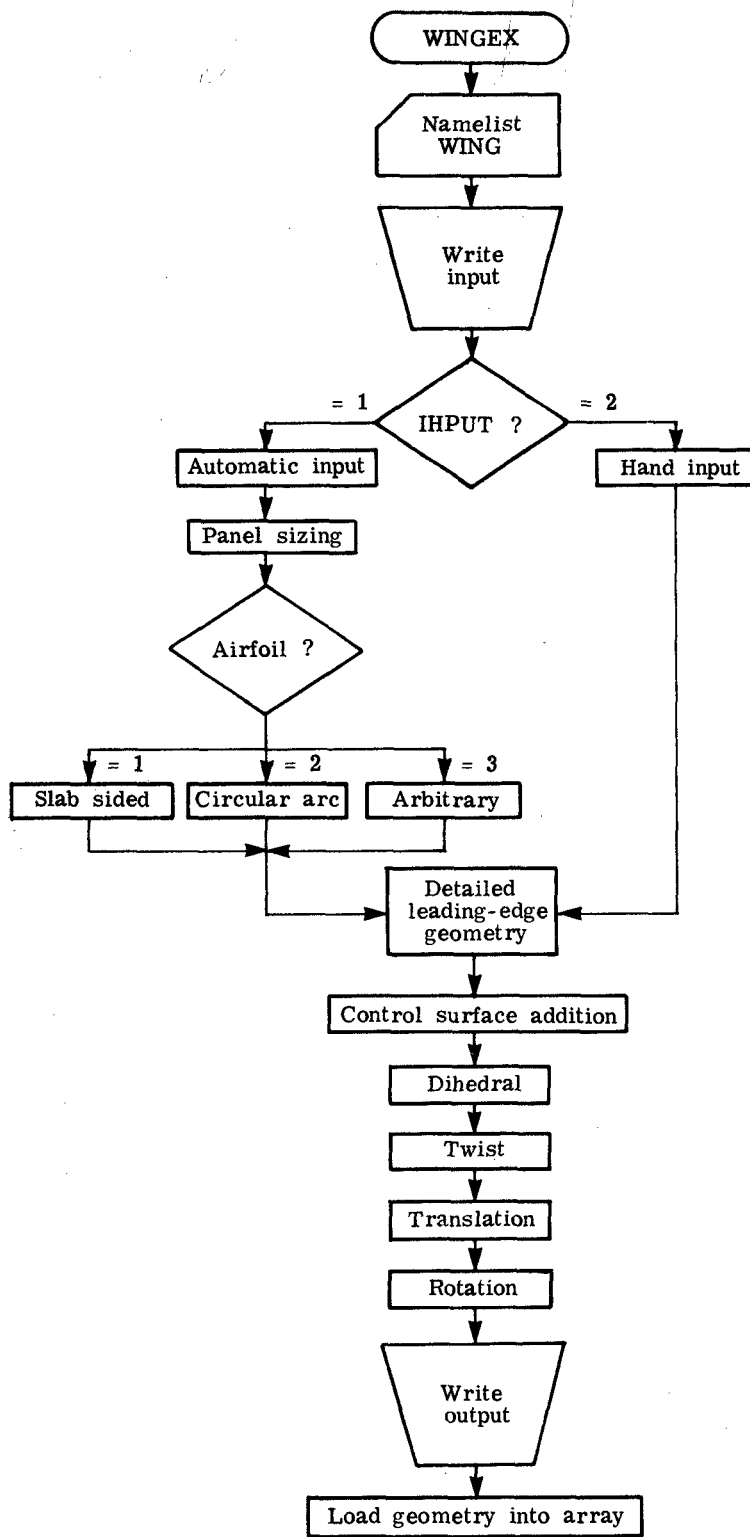 WINGEX
Namelist
WING
Write
input
= 1
= 2
IHPUT ?
Automatic input
Hand input
Panel sizing
Airfoil ?
= 1
= 2
= 3
Slab sided
Circular arc
Arbitrary
Detailed
leading-edge
geometry
Control surface addition
Dihedral
Twist
Translation
Rotation
Write
output
Load geometry into array